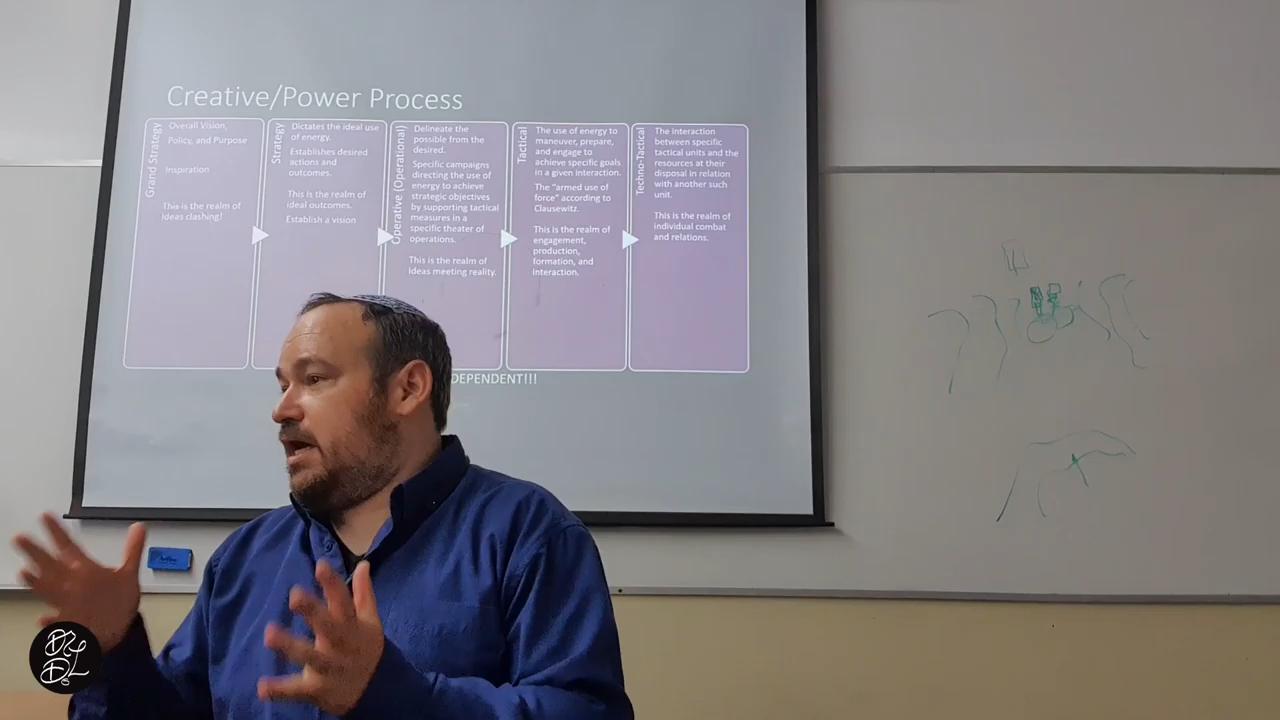 Creative/Power Process
Grand Strategy
Overall Vision,
Policy, and Purpose
Inspiration
This is the realm of
Ideas clashing!
Strategy
Dictates the ideal use
of energy.
Establishes desired
actions and
outcomes.
This is the realm of
ideal outcomes.
Establish a vision
Operative (Operational)
Delineate the
possible from the
desired.
Specific campaigns
directing the use of
energy to achieve
strategic objectives
by supporting tactical
measures in a
specific theater of
operations.
This is the realm of
Ideas meeting reality.
Tactical
The use of energy to
maneuver, prepare,
and engage to
achieve specific goals
in a given interaction.
The "armed use of
force" according to
Clausewitz.
This is the realm of
engagement,
production,
formation, and
interaction.
Techno-Tactical
The interaction
between specific
tactical units and the
resources at their
disposal in relation
with another such
unit.
This is the realm of
individual combat
and relations.
DEPENDENT!!!